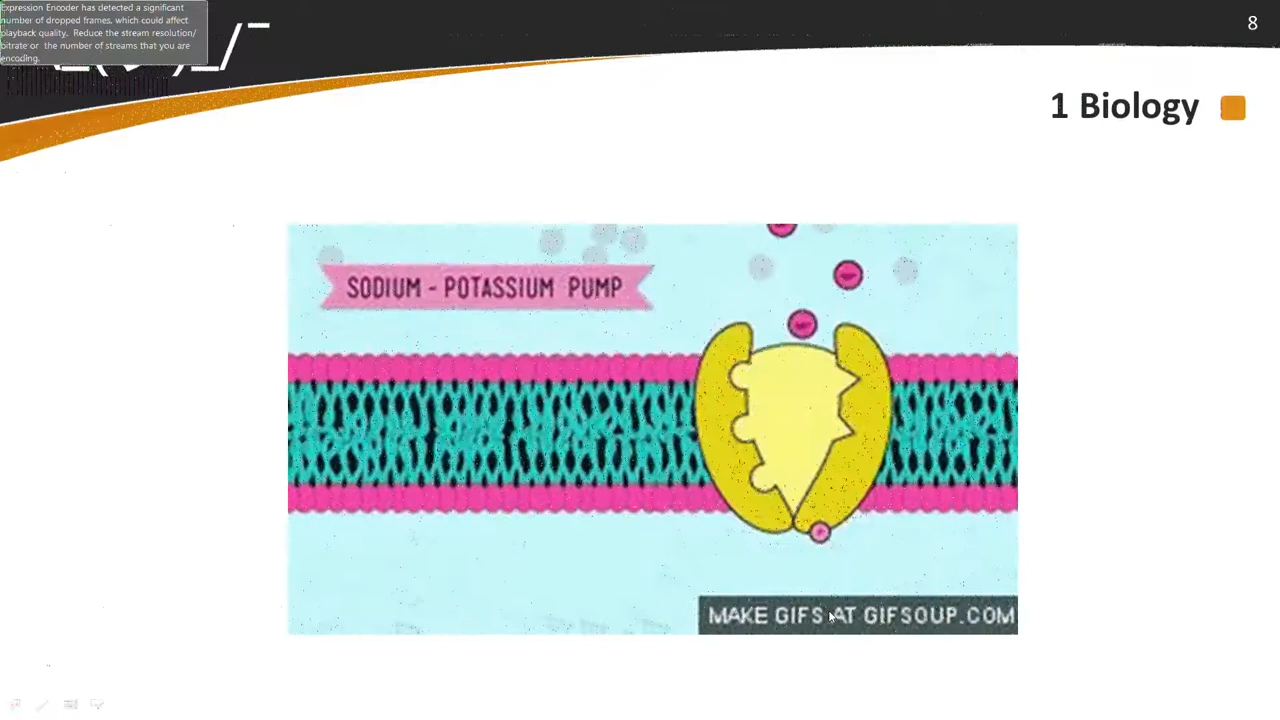 Expression Encoder has detected a significant
number of dropped frames, which could affect
playback quality. Reduce the stream resolution/
bitrate or the number of streams that you are
encoding.
8
1 Biology
SODIUM - POTASSIUM PUMP
MAKE GIFS AT GIFSOUP.COM